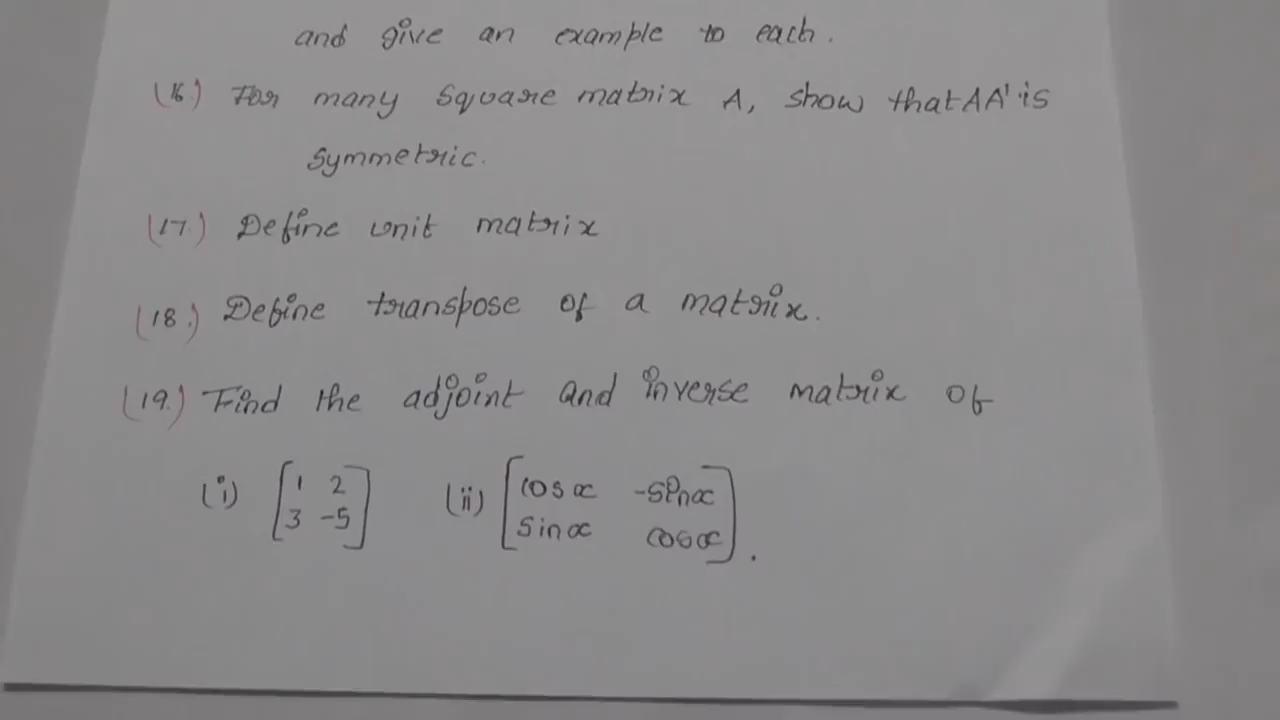 and give an example to each.
(16.) For many square matrix A, show that AA' is
symmetric.
(17.) Define unit matrix
(18.) Define transpose of a matriix.
(19.) Find the adjoint and inverse matrix of
(i) [1 2 (ii) [cos α -sin α
3 -5] sin α cos α].